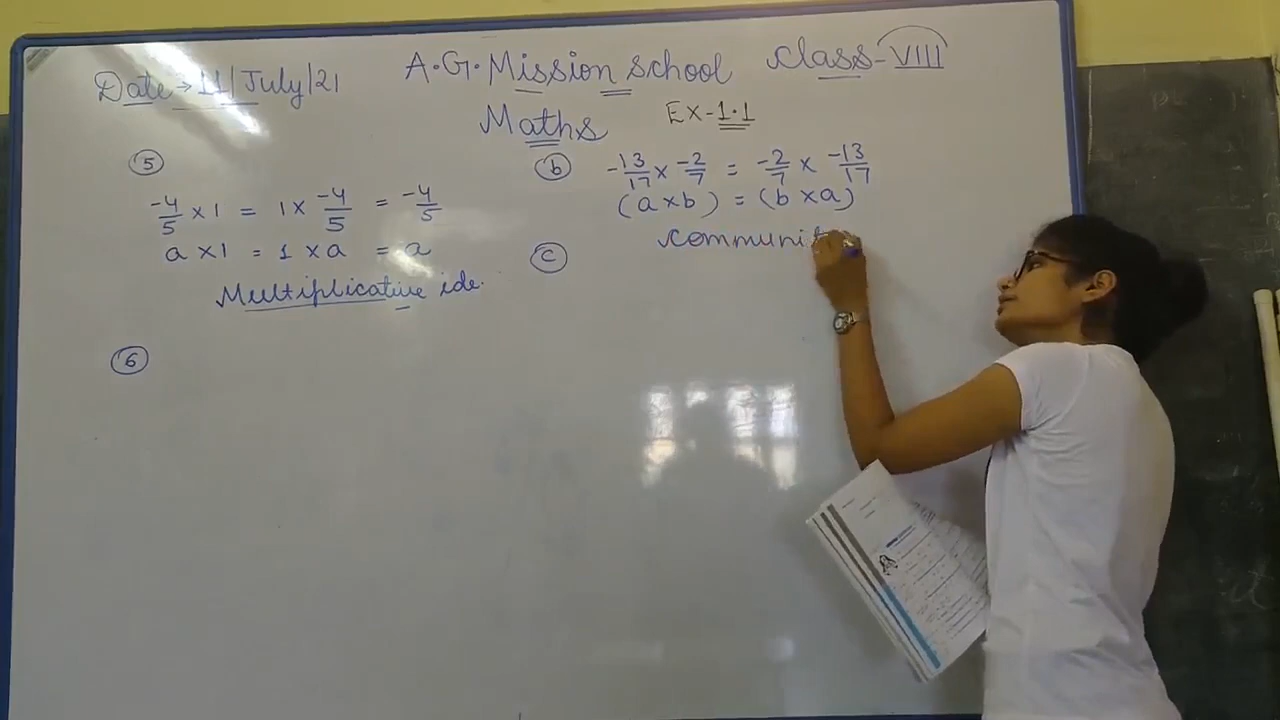 Date → 11/July/21
A.G. Mission school
Class-VIII
Maths
EX-1.1
5
-4/5 × 1 = 1 × -4/5 = -4/5
a × 1 = 1 × a = a
Multiplicative ide.
6
b
-13/17 × -2/7 = -2/7 × -13/17
(a × b) = (b × a)
communi
c